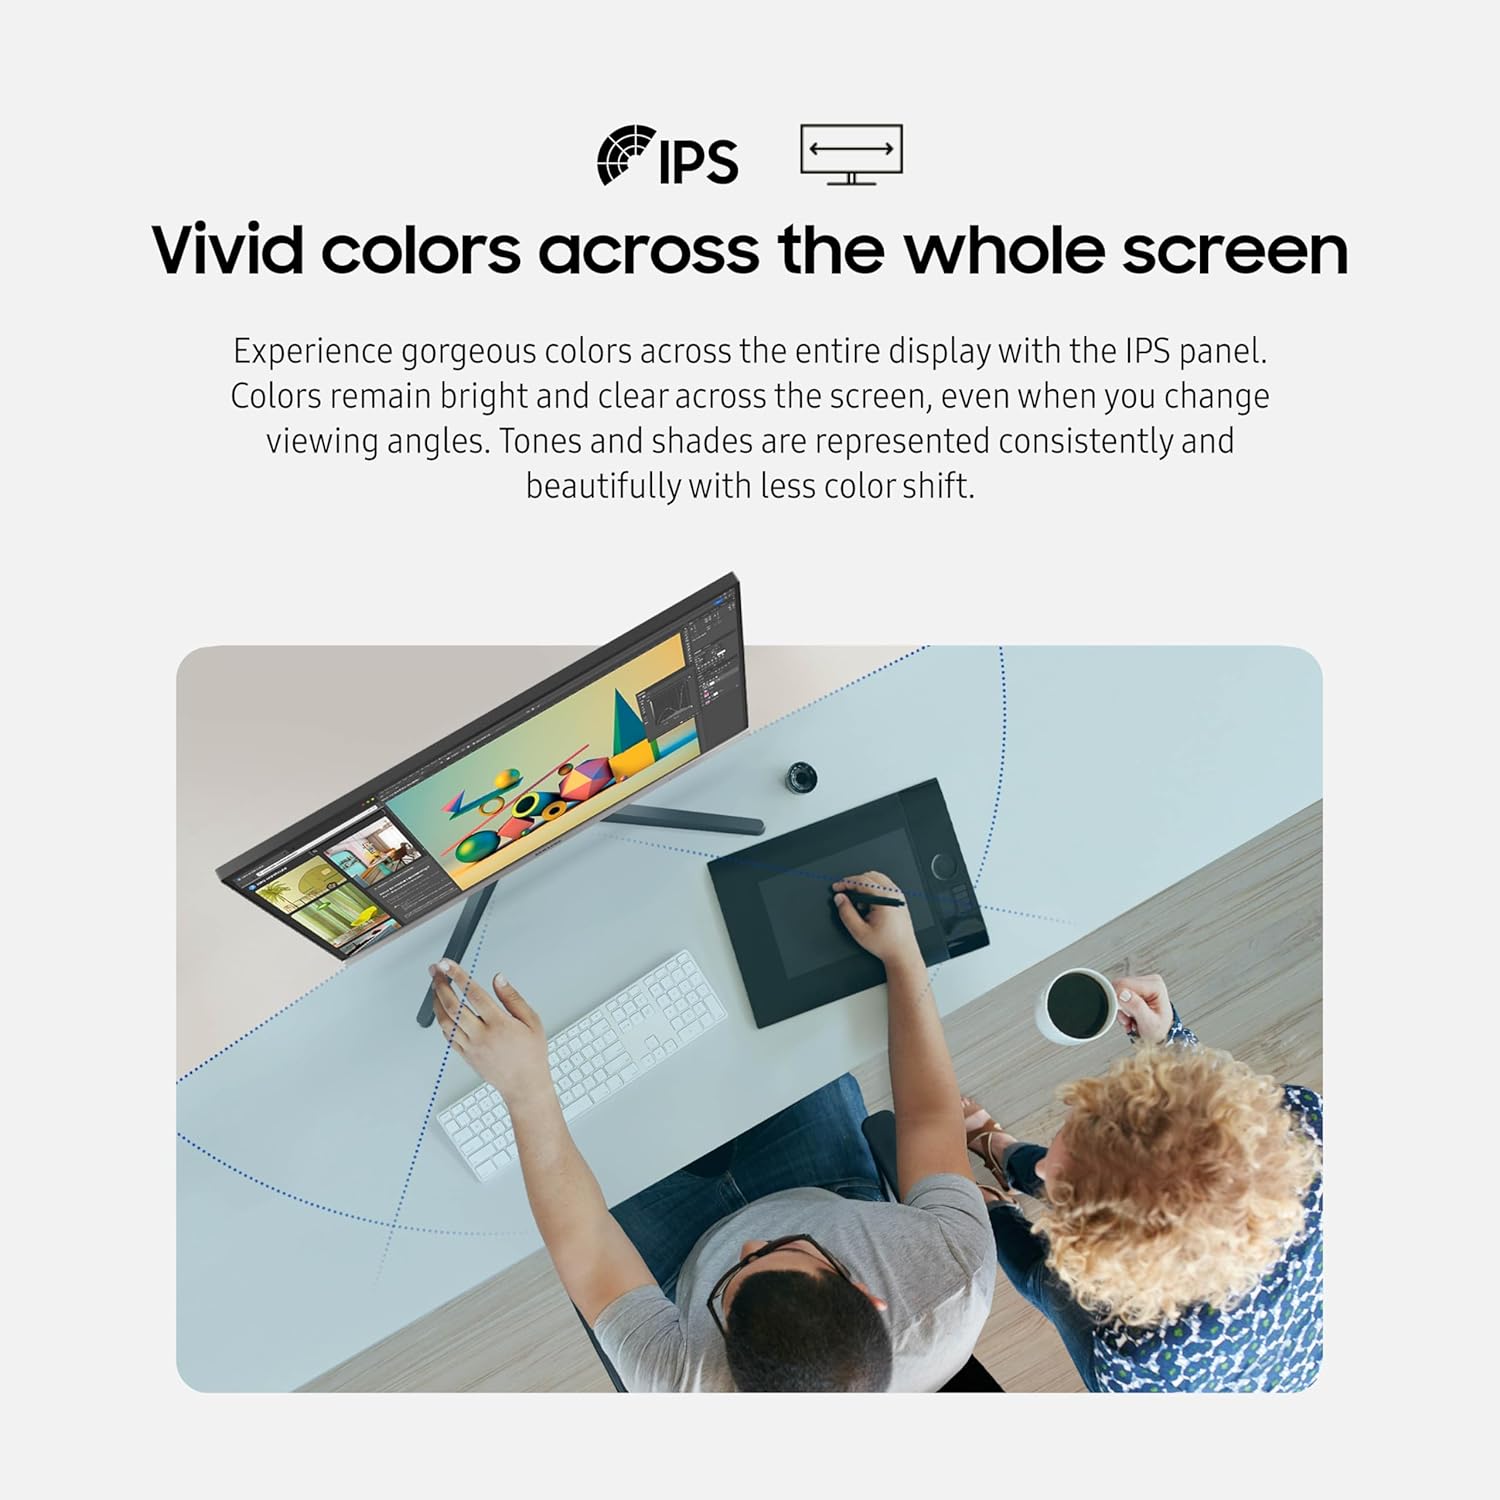 IPS
Vivid colors across the whole screen
Experience gorgeous colors across the entire display with the IPS panel.
Colors remain bright and clear across the screen, even when you change
viewing angles. Tones and shades are represented consistently and
beautifully with less color shift.
SAMSUNG